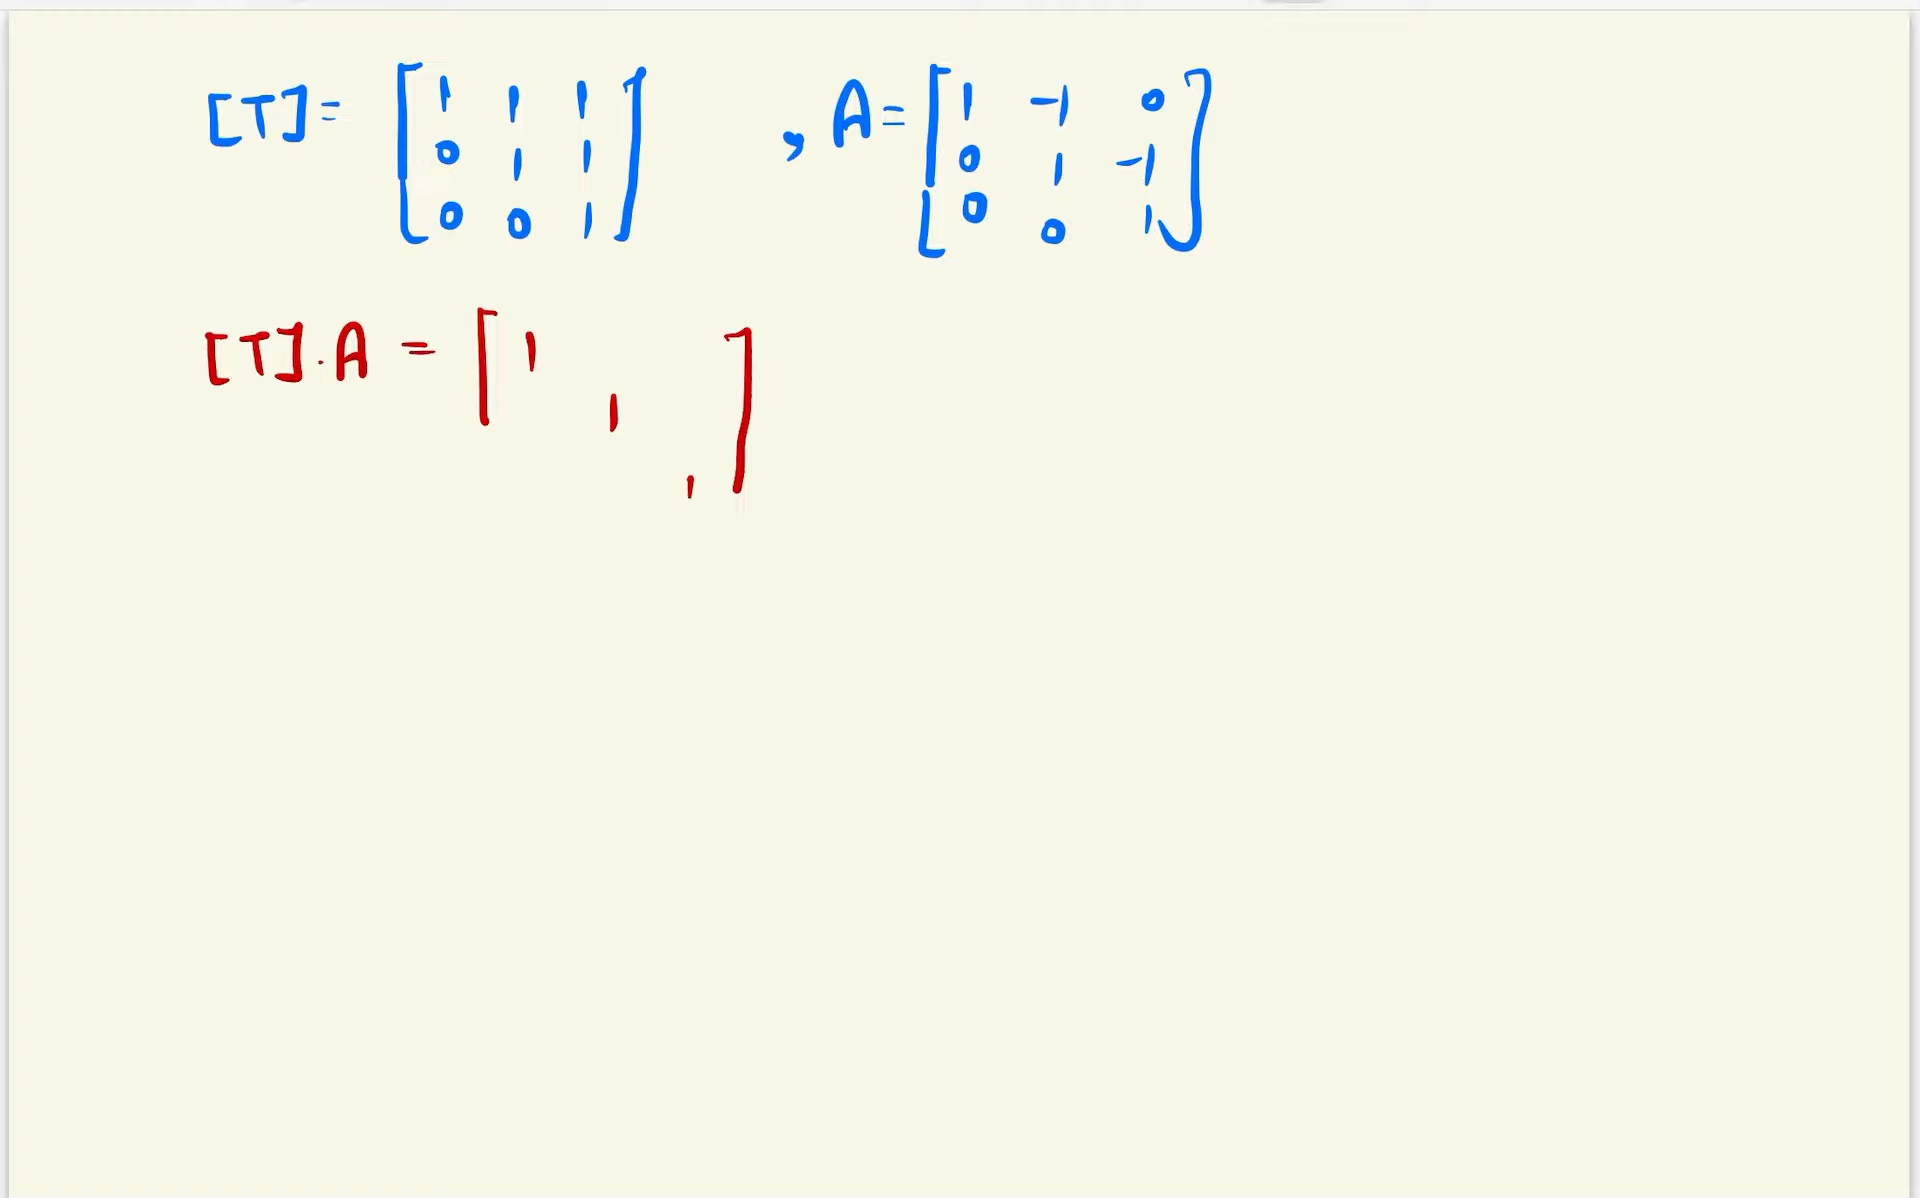 [T]= [ 1 1 1 , A= [ 1 -1 0
0 1 1 0 1 -1
0 0 1 ] 0 0 1 ]
[T].A = [ 1
1
1 ]